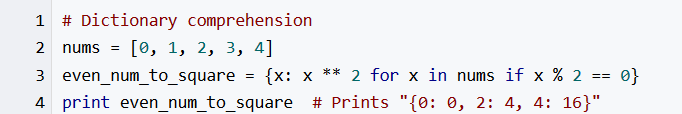 1 # Dictionary comprehension
2 nums = [0, 1, 2, 3, 4]
3 even_num_to_square = {x: x ** 2 for x in nums if x % 2 == 0}
4 print even_num_to_square  # Prints "{0: 0, 2: 4, 4: 16}"